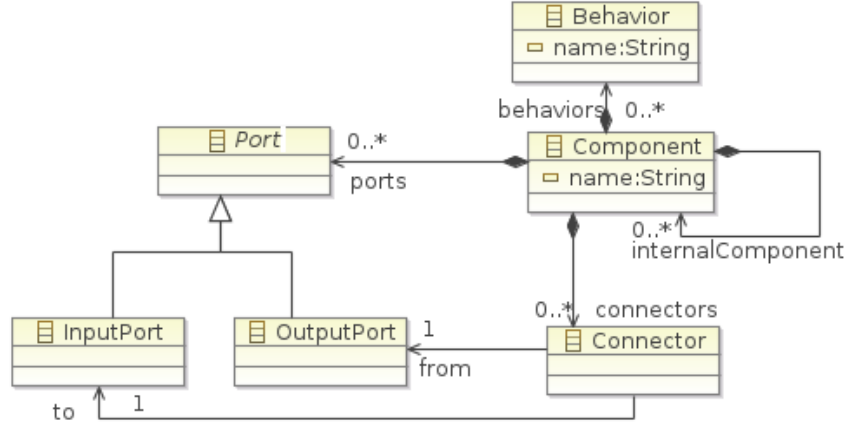 Behavior
name:String
behaviors 0..*
Port
0..*
Component
ports
name:String
0..*
internalComponent
0..* connectors
InputPort
OutputPort
1
Connector
from
to
1